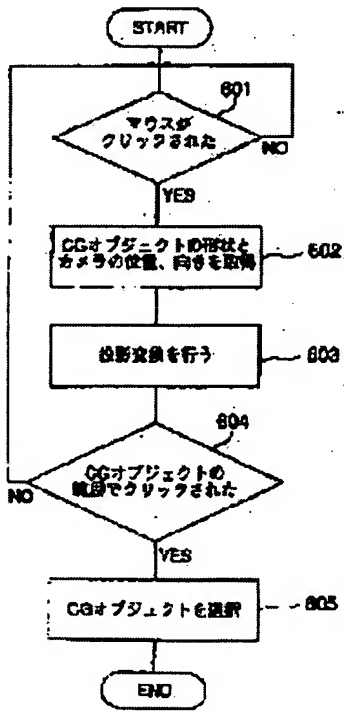 START
601
マウスが
クリックされた
NO
YES
CGオブジェクトの形状と
カメラの位置、向きを取得
602
投影変換を行う
603
604
CGオブジェクトの
範囲でクリックされた
NO
YES
CGオブジェクトを選択
605
END